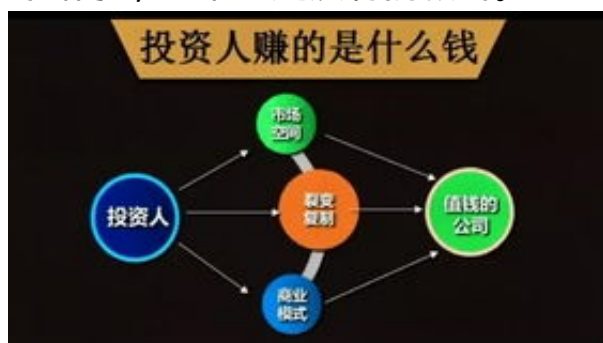 投资人赚的是什么钱
市场
空间
投资人
裂变
复制
值钱的
公司
商业
模式